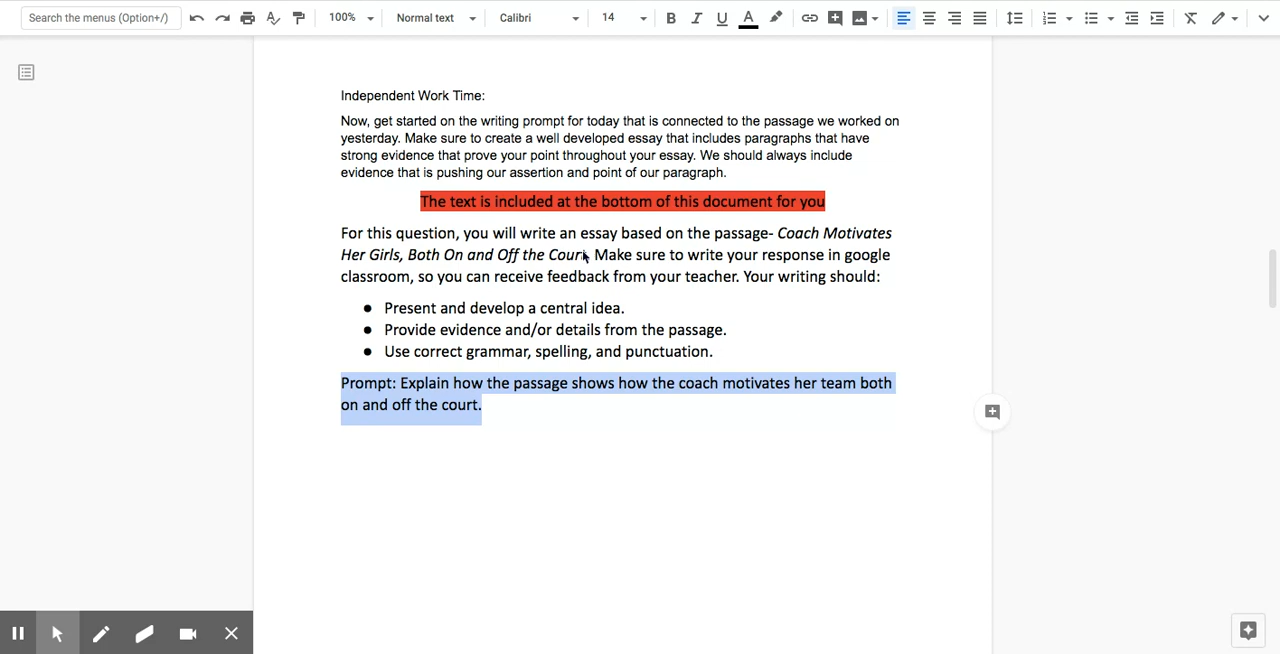 Search the menus (Option+/)
100%
Normal text
Calibri
14
B I U A
Independent Work Time:
Now, get started on the writing prompt for today that is connected to the passage we worked on
yesterday. Make sure to create a well developed essay that includes paragraphs that have
strong evidence that prove your point throughout your essay. We should always include
evidence that is pushing our assertion and point of our paragraph.
The text is included at the bottom of this document for you
For this question, you will write an essay based on the passage- Coach Motivates
Her Girls, Both On and Off the Court. Make sure to write your response in google
classroom, so you can receive feedback from your teacher. Your writing should:
● Present and develop a central idea.
● Provide evidence and/or details from the passage.
● Use correct grammar, spelling, and punctuation.
Prompt: Explain how the passage shows how the coach motivates her team both
on and off the court.